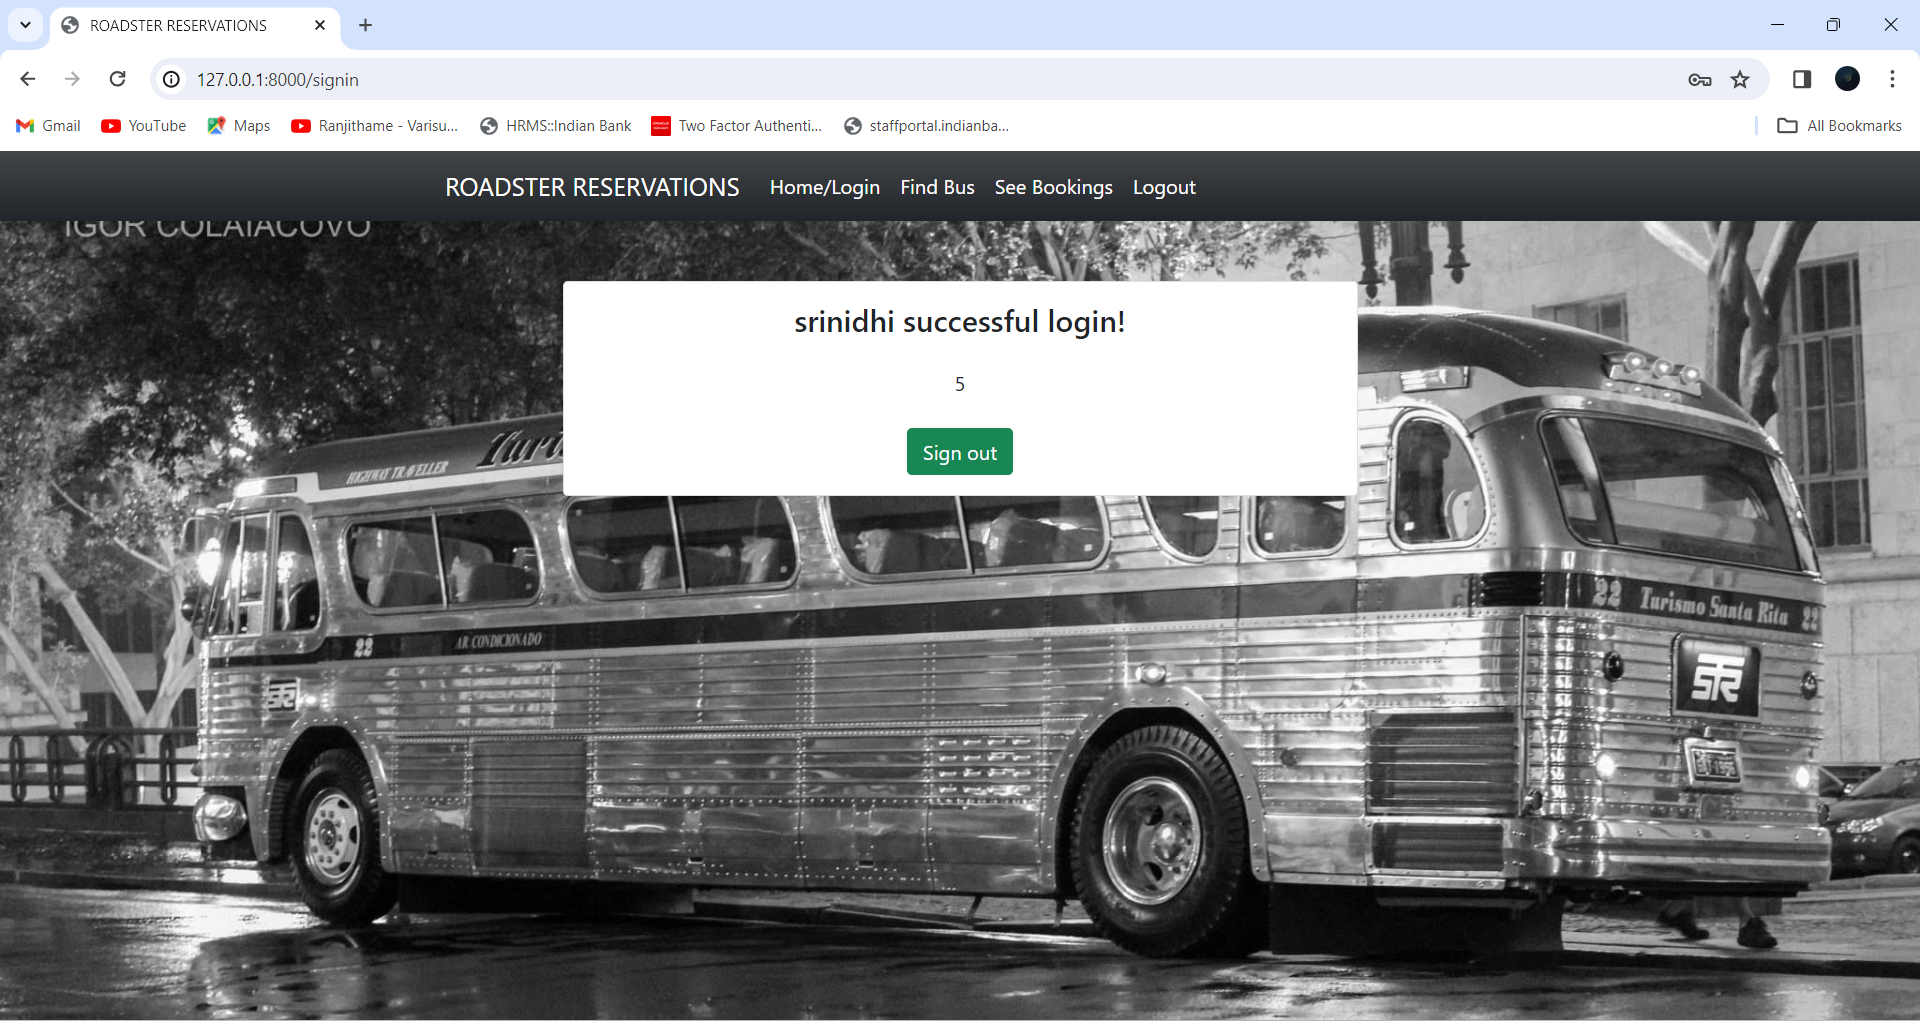 ROADSTER RESERVATIONS
127.0.0.1:8000/signin
Gmail YouTube Maps Ranjithame - Varisu... HRMS::Indian Bank Two Factor Authenti... staffportal.indianba... All Bookmarks
ROADSTER RESERVATIONS Home/Login Find Bus See Bookings Logout
IGOR COLAIACOVO
srinidhi successful login!
5
Sign out
HIGHWAY TRAVELLER
22 AR CONDICIONADO
22 Turismo Santa Rita 22